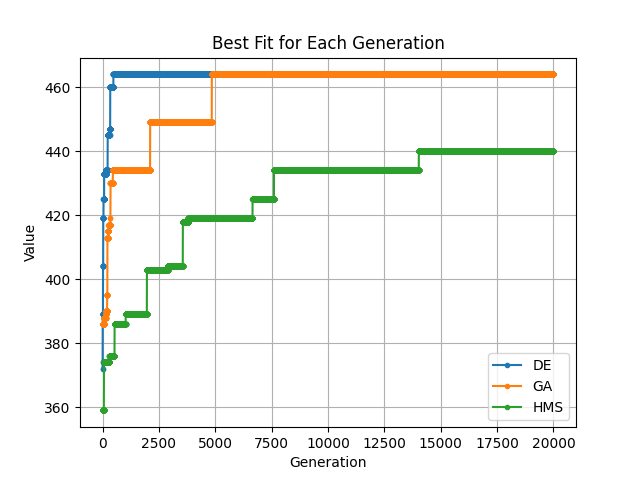 Best Fit for Each Generation
Value
460
440
420
400
380
360
0 2500 5000 7500 10000 12500 15000 17500 20000
Generation
DE
GA
HMS